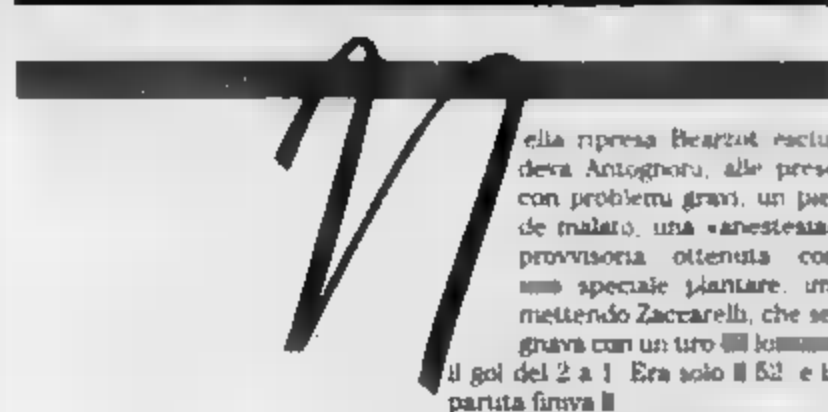 N
ella ripresa Bearzot esclu
deva Antognoni, alle prese
con problemi gravi, un pie
de malato, una «anestesia
provvisoria ottenuta con
speciale plantare, im
mettendo Zaccarelli, che se
gnava con un tiro
il gol del 2 a 1 Era solo il 52 e l
partita finiva lì